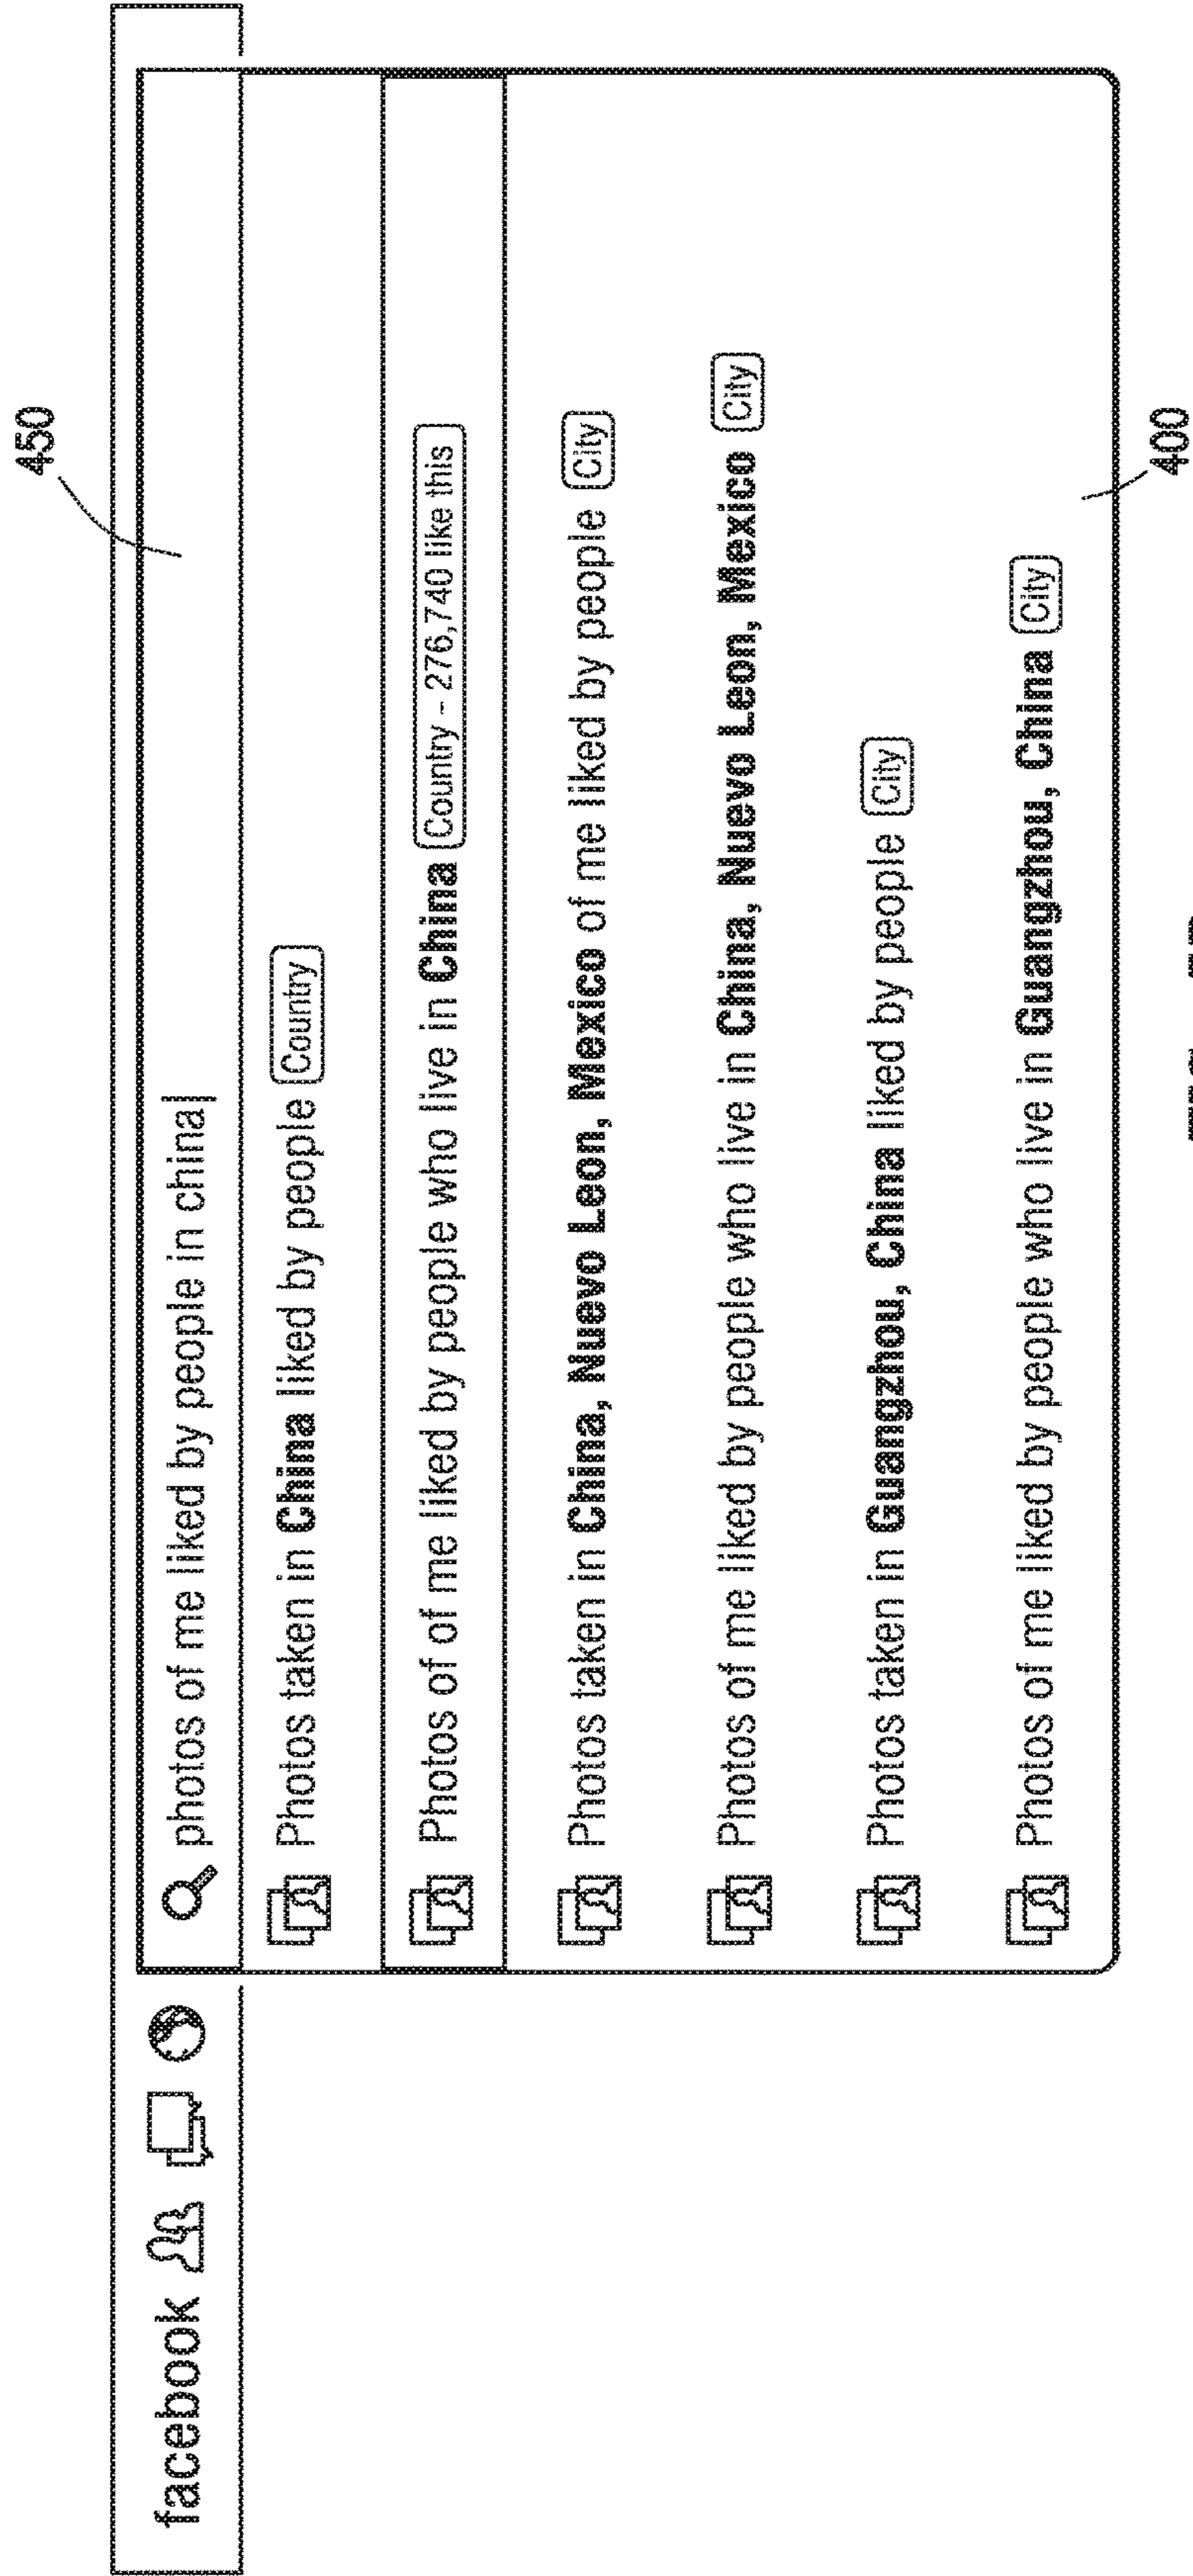 450
facebook photos of me liked by people in china
Photos taken in China liked by people Country
Photos of of me liked by people who live in China Country - 276,740 like this
Photos taken in China, Nuevo Leon, Mexico of me liked by people City
Photos of me liked by people who live in China, Nuevo Leon, Mexico City
Photos taken in Guangzhou, China liked by people City
Photos of me liked by people who live in Guangzhou, China City
400